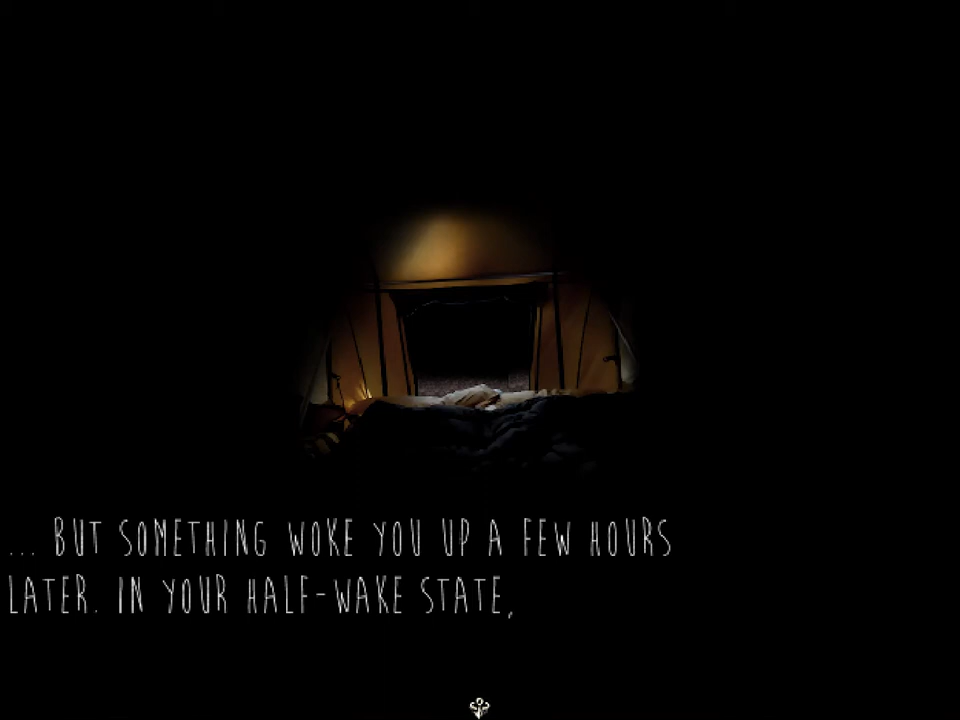 ... BUT SOMETHING WOKE YOU UP A FEW HOURS
LATER. IN YOUR HALF-WAKE STATE,